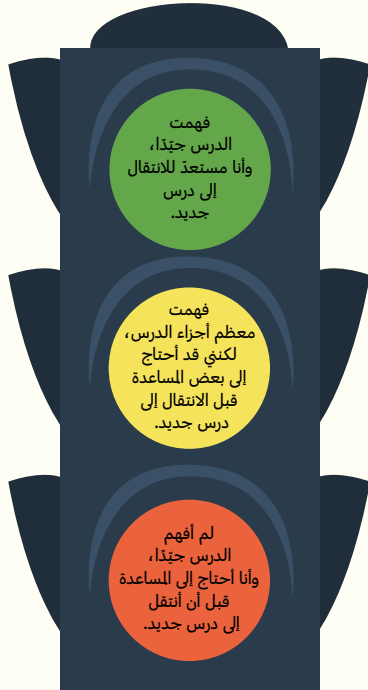 فهمت
الدرس جيّدًا،
وأنا مستعدّ للانتقال
إلى درس
جديد.
فهمت
معظم أجزاء الدرس،
لكنني قد أحتاج
إلى بعض المساعدة
قبل الانتقال إلى
درس جديد.
لم أفهم
الدرس جيّدًا،
وأنا أحتاج إلى المساعدة
قبل أن أنتقل
إلى درس جديد.